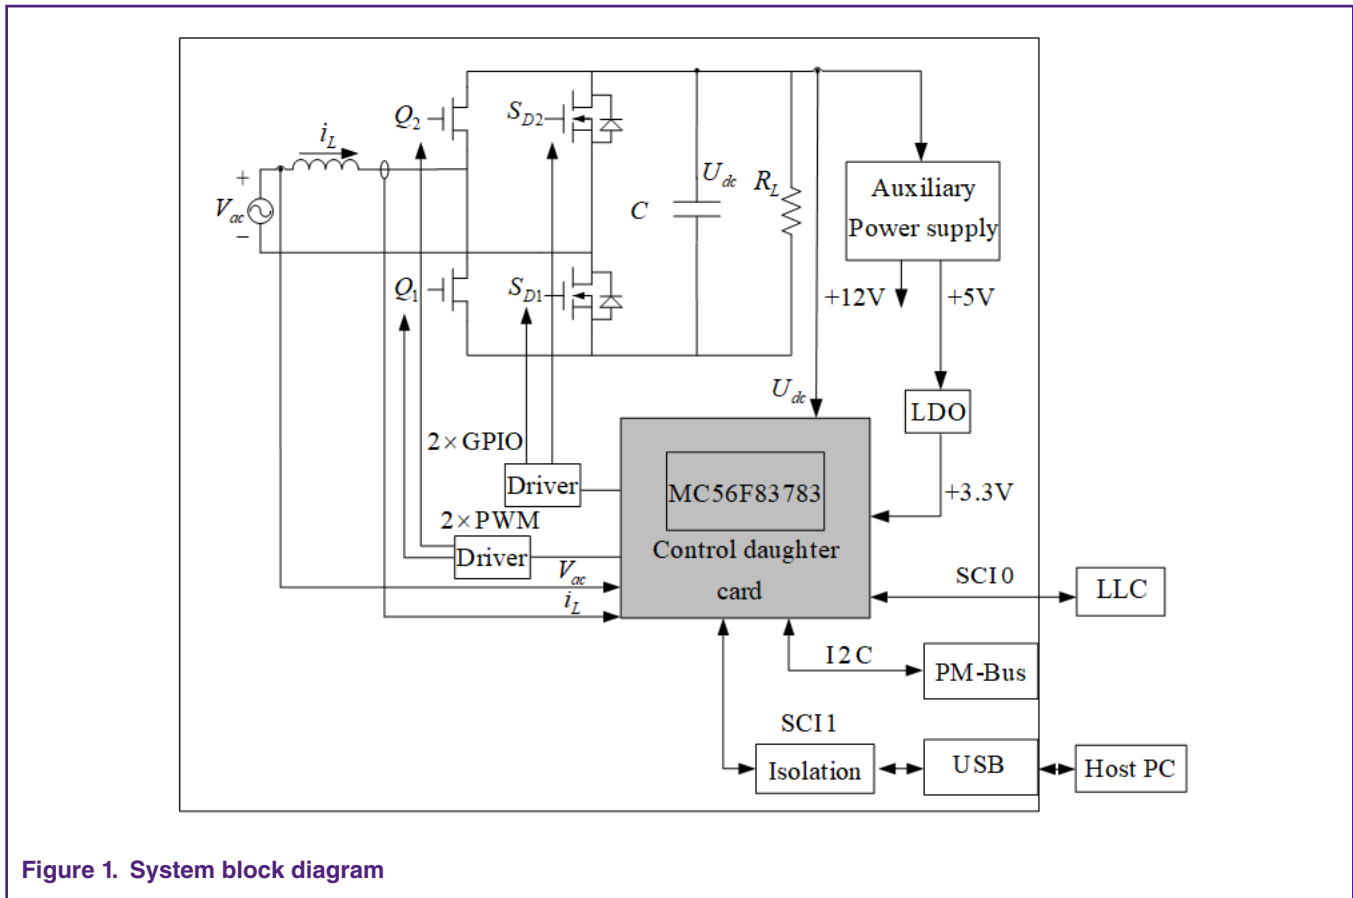 Q2
SD2
iL
+
Vac
−
Udc
RL
C
Auxiliary
Power supply
Q1
SD1
+12V
+5V
Udc
LDO
2×GPIO
Driver
MC56F83783
+3.3V
2×PWM
Driver
Control daughter
card
Vac
iL
SCI0
LLC
I2C
PM-Bus
SCI1
Isolation
USB
Host PC
Figure 1. System block diagram